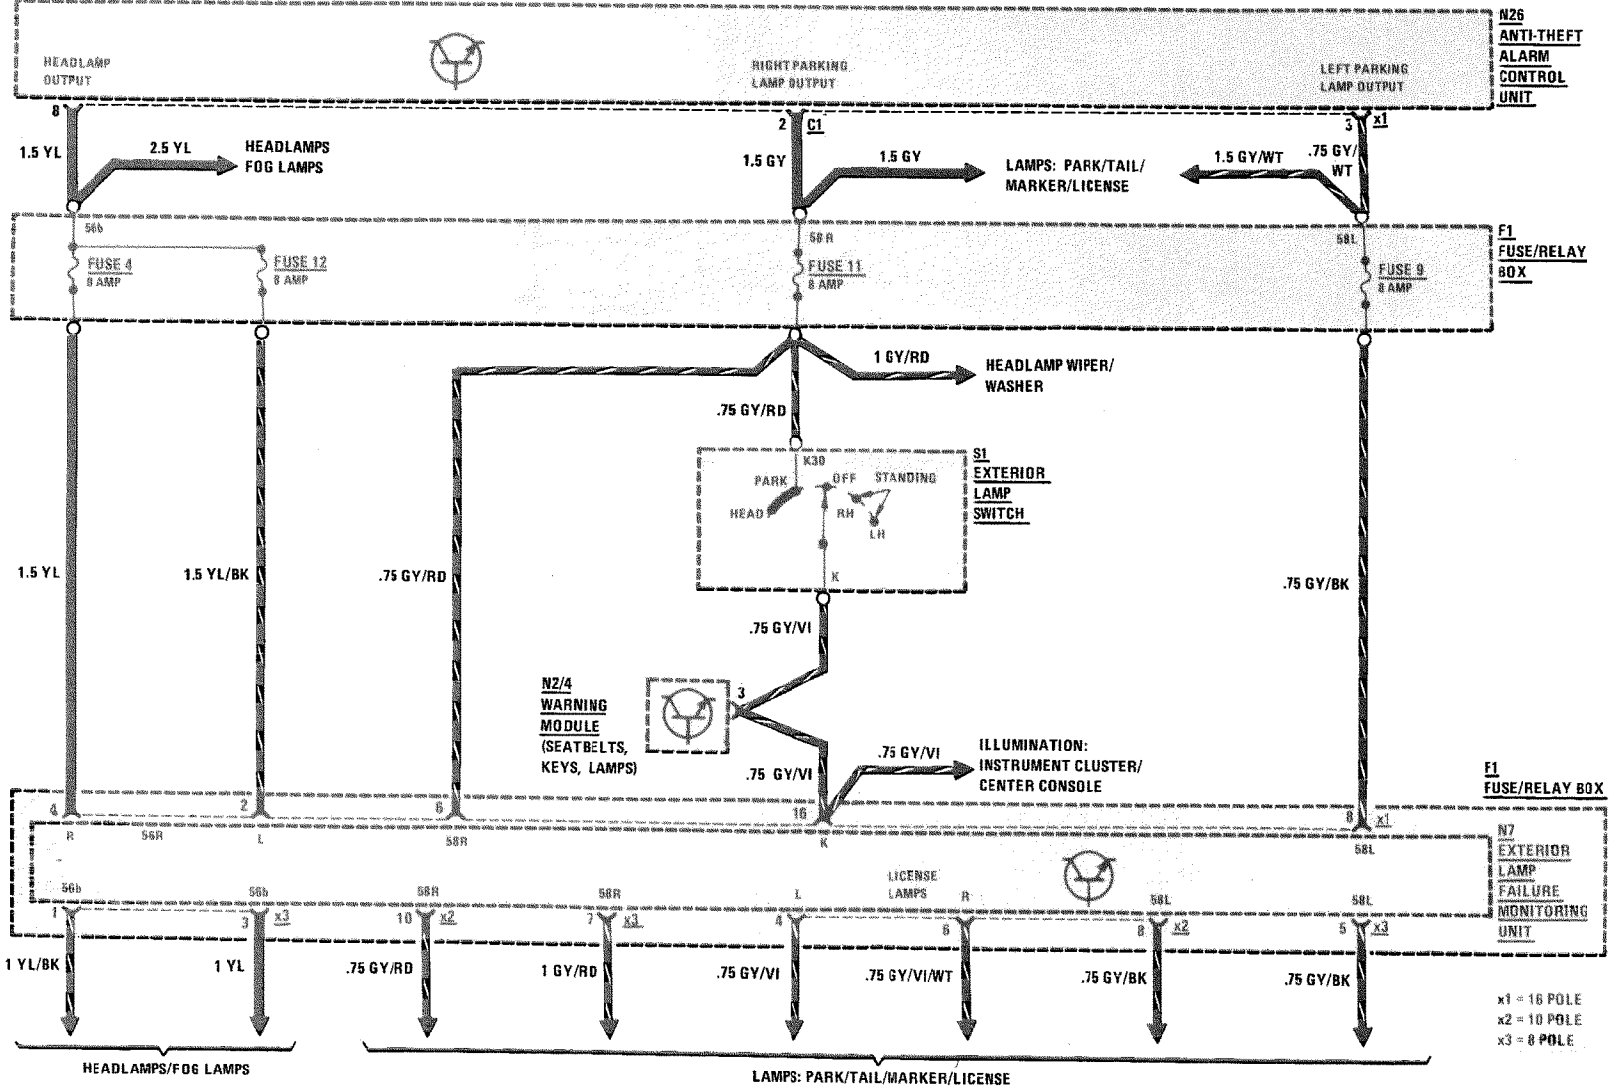 N26
ANTI-THEFT
ALARM
CONTROL
UNIT
HEADLAMP
OUTPUT
RIGHT PARKING
LAMP OUTPUT
LEFT PARKING
LAMP OUTPUT
8
2
C1
3
x1
1.5 YL
2.5 YL
HEADLAMPS
FOG LAMPS
1.5 GY
1.5 GY
LAMPS: PARK/TAIL/
MARKER/LICENSE
1.5 GY/WT
.75 GY/
WT
56b
58R
58L
F1
FUSE/RELAY
BOX
FUSE 4
8 AMP
FUSE 12
8 AMP
FUSE 11
8 AMP
FUSE 9
8 AMP
1 GY/RD
HEADLAMP WIPER/
WASHER
.75 GY/RD
S1
EXTERIOR
LAMP
SWITCH
K30
PARK
OFF
STANDING
HEAD
RH
LH
K
1.5 YL
1.5 YL/BK
.75 GY/RD
.75 GY/BK
.75 GY/VI
N2/4
WARNING
MODULE
(SEATBELTS,
KEYS, LAMPS)
3
.75 GY/VI
.75 GY/VI
ILLUMINATION:
INSTRUMENT CLUSTER/
CENTER CONSOLE
F1
FUSE/RELAY BOX
4
2
6
16
8
x1
R
56R
L
58R
K
58L
N7
EXTERIOR
LAMP
FAILURE
MONITORING
UNIT
LICENSE
LAMPS
56b
56b
58R
58R
L
R
58L
58L
1
3
x3
10
x2
7
x3
4
6
8
x2
5
x3
1 YL/BK
1 YL
.75 GY/RD
1 GY/RD
.75 GY/VI
.75 GY/VI/WT
.75 GY/BK
.75 GY/BK
x1 = 16 POLE
x2 = 10 POLE
x3 = 8 POLE
HEADLAMPS/FOG LAMPS
LAMPS: PARK/TAIL/MARKER/LICENSE